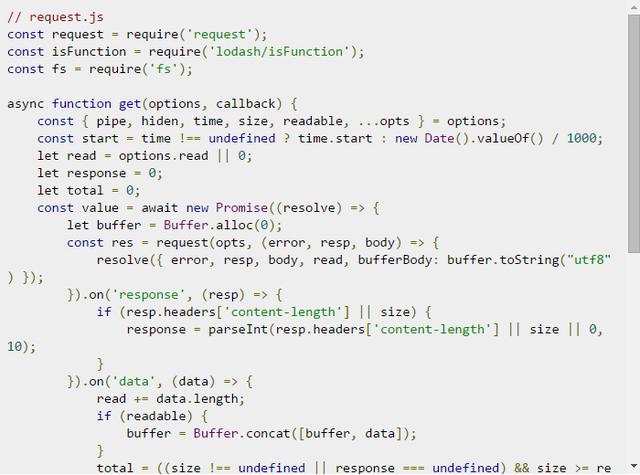 // request.js
const request = require('request');
const isFunction = require('lodash/isFunction');
const fs = require('fs');
async function get(options, callback) {
const { pipe, hiden, time, size, readable, ...opts } = options;
const start = time !== undefined ? time.start : new Date().valueOf() / 1000;
let read = options.read || 0;
let response = 0;
let total = 0;
const value = await new Promise((resolve) => {
let buffer = Buffer.alloc(0);
const res = request(opts, (error, resp, body) => {
resolve({ error, resp, body, read, bufferBody: buffer.toString("utf8"
) });
}).on('response', (resp) => {
if (resp.headers['content-length'] || size) {
response = parseInt(resp.headers['content-length'] || size || 0,
10);
}
}).on('data', (data) => {
read += data.length;
if (readable) {
buffer = Buffer.concat([buffer, data]);
}
total = ((size !== undefined || response === undefined) && size >= re